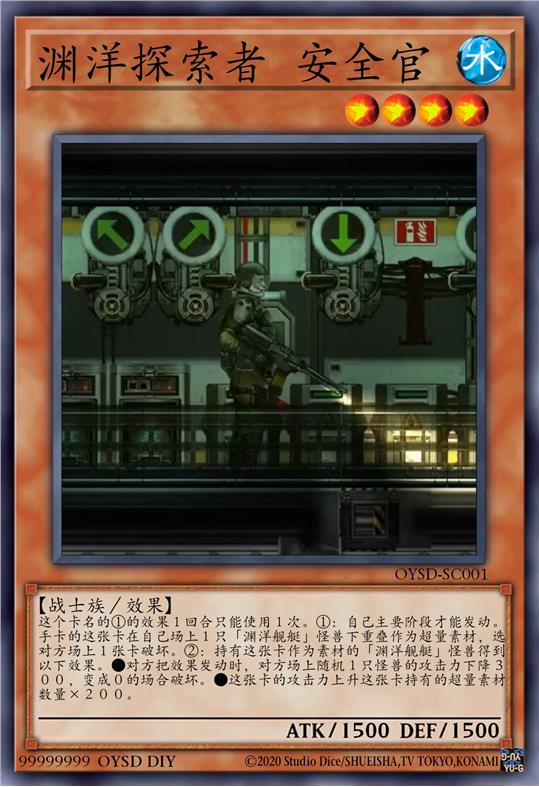 渊洋探索者 安全官
水
OYSD-SC001
【战士族／效果】
这个卡名的①的效果１回合只能使用１次。①：自己主要阶段才能发动。
手卡的这张卡在自己场上１只「渊洋舰艇」怪兽下重叠作为超量素材，选
对方场上１张卡破坏。②：持有这张卡作为素材的「渊洋舰艇」怪兽得到
以下效果。●对方把效果发动时，对方场上随机１只怪兽的攻击力下降３
００，变成０的场合破坏。●这张卡的攻击力上升这张卡持有的超量素材
数量×２００。
ATK/1500 DEF/1500
99999999 OYSD DIY ©2020 Studio Dice/SHUEISHA,TV TOKYO,KONAMI